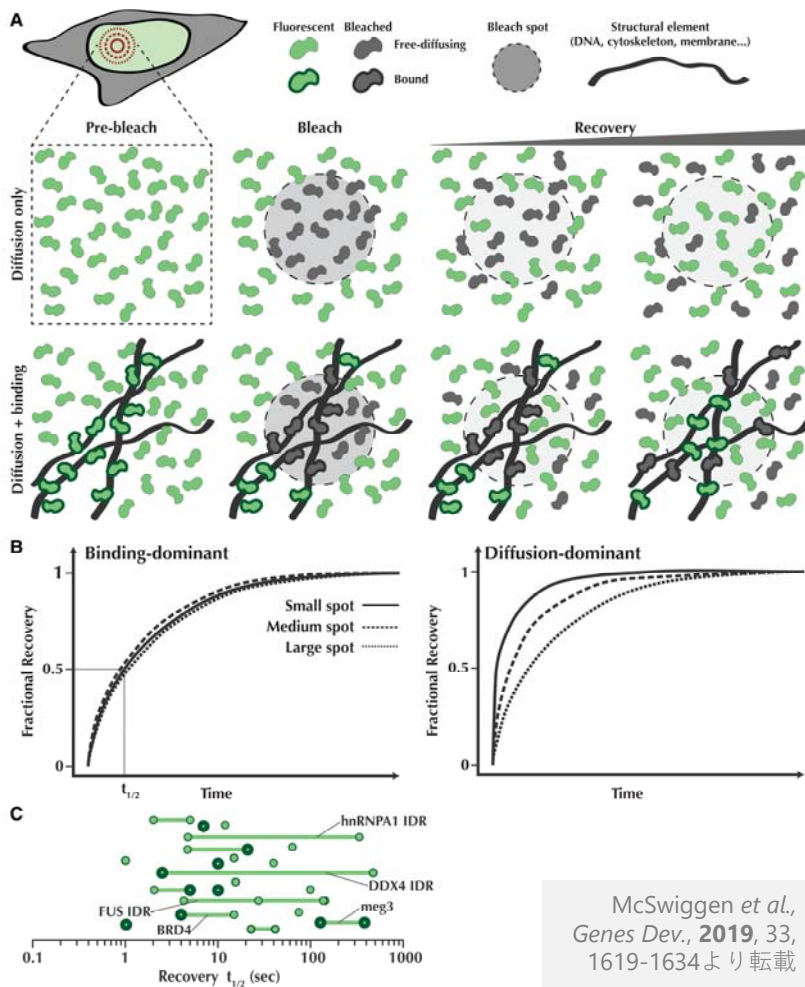 A
Fluorescent Bleached
Free-diffusing
Bound
Bleach spot
Structural element
(DNA, cytoskeleton, membrane...)
Pre-bleach
Bleach
Recovery
Diffusion only
Diffusion + binding
B
Binding-dominant
Fractional Recovery
1
0.5
0
Small spot
Medium spot
Large spot
t1/2
Time
Diffusion-dominant
Fractional Recovery
1
0.5
0
Time
C
hnRNPA1 IDR
DDX4 IDR
FUS IDR
meg3
BRD4
0.1 1 10 100 1000
Recovery t1/2 (sec)
McSwiggen et al.,
Genes Dev., 2019, 33,
1619-1634より転載